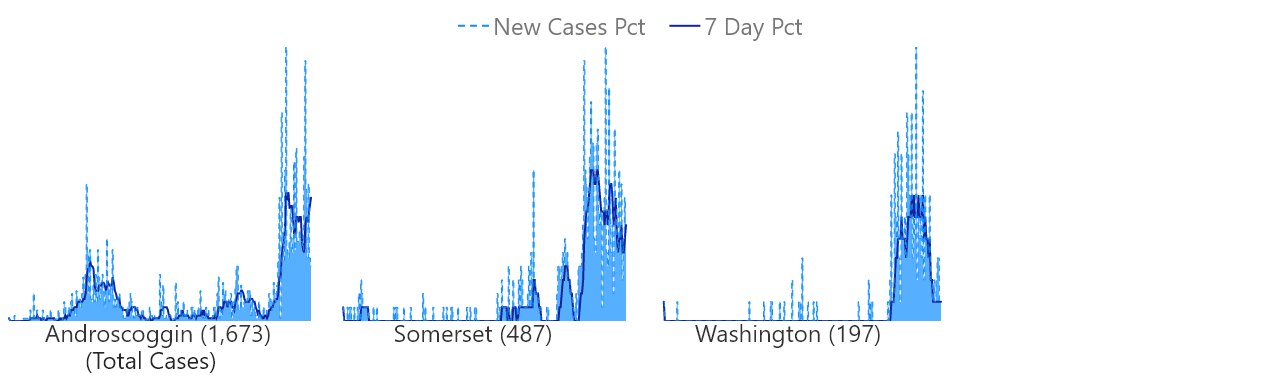 New Cases Pct 7 Day Pct
Androscoggin (1,673) Somerset (487) Washington (197)
(Total Cases)